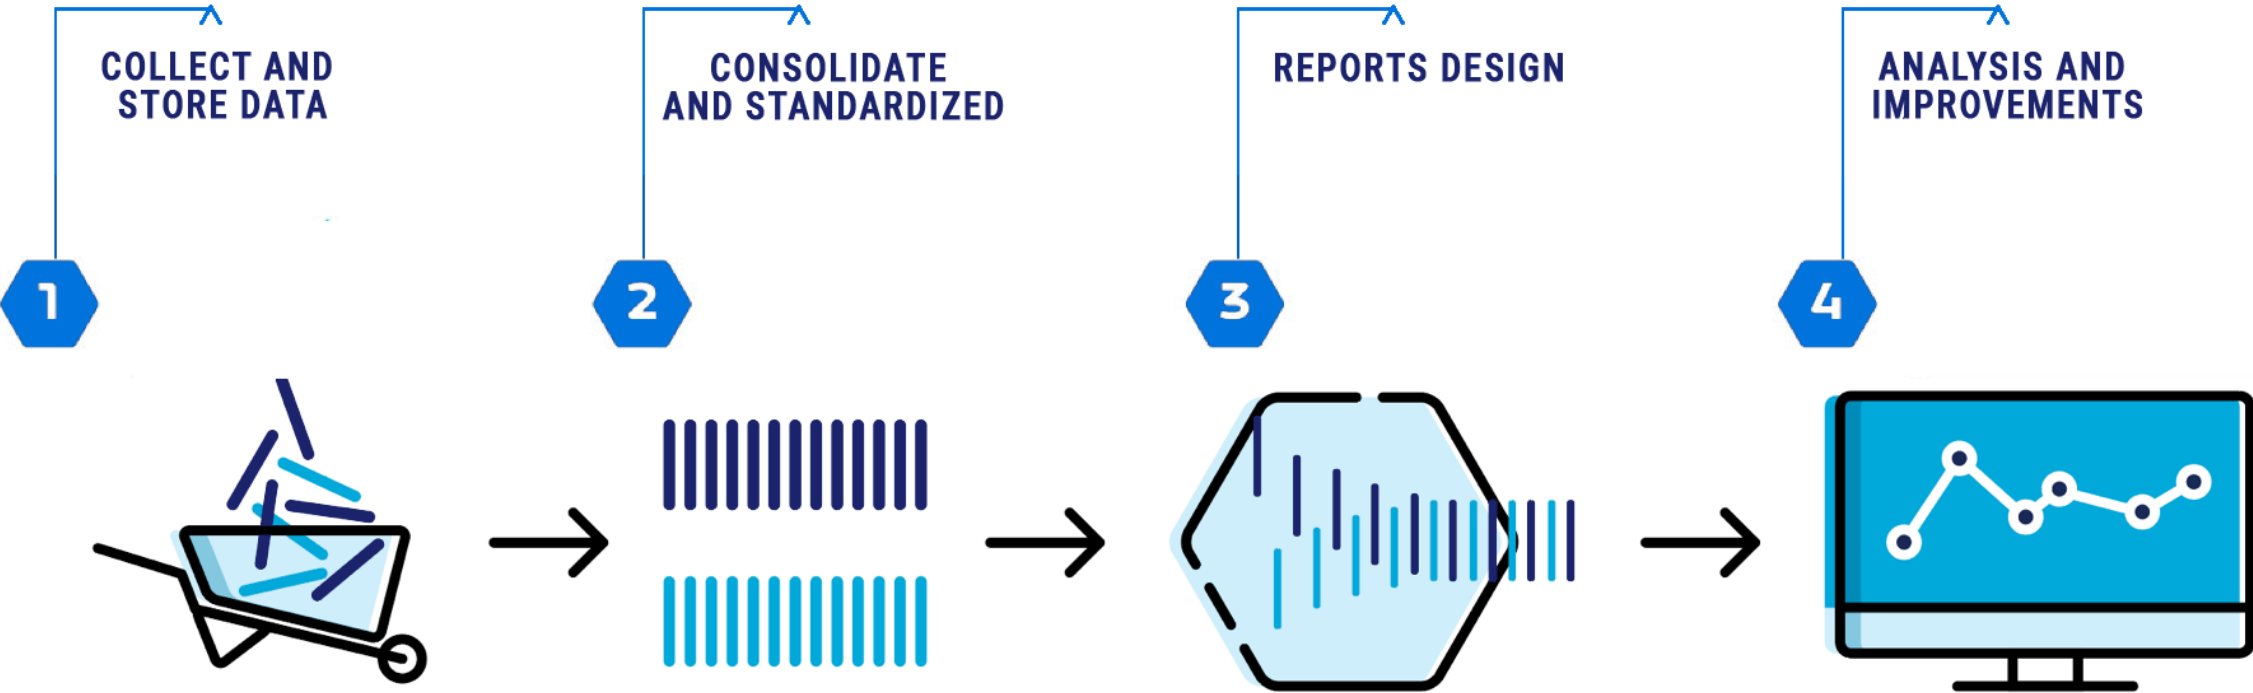 COLLECT AND
STORE DATA
CONSOLIDATE
AND STANDARDIZED
REPORTS DESIGN
ANALYSIS AND
IMPROVEMENTS
1
2
3
4